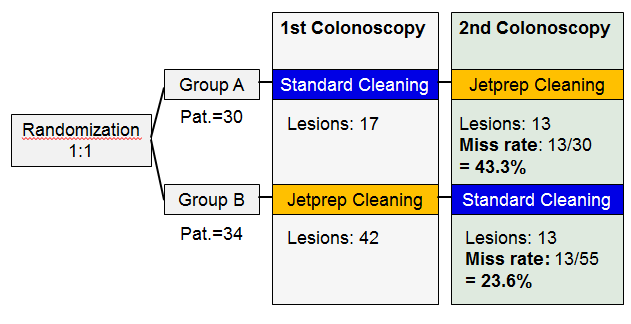 1st Colonoscopy
2nd Colonoscopy
Group A
Standard Cleaning
Jetprep Cleaning
Pat.=30
Lesions: 17
Lesions: 13
Miss rate: 13/30
= 43.3%
Randomization
1:1
Group B
Jetprep Cleaning
Standard Cleaning
Pat.=34
Lesions: 42
Lesions: 13
Miss rate: 13/55
= 23.6%